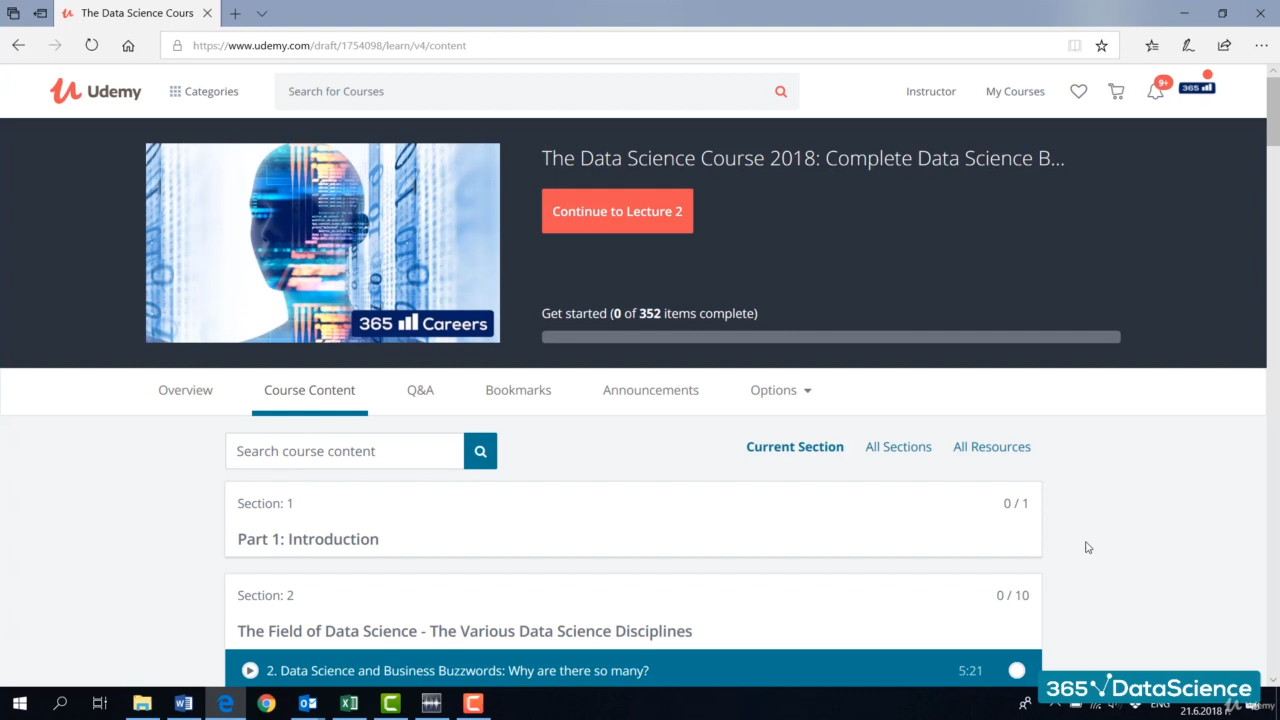 The Data Science Cours
https://www.udemy.com/draft/1754098/learn/v4/content
Udemy
Categories
Search for Courses
Instructor
My Courses
9+
365
The Data Science Course 2018: Complete Data Science B...
Continue to Lecture 2
365 Careers
Get started (0 of 352 items complete)
Overview
Course Content
Q&A
Bookmarks
Announcements
Options
Search course content
Current Section
All Sections
All Resources
Section: 1
0 / 1
Part 1: Introduction
Section: 2
0 / 10
The Field of Data Science - The Various Data Science Disciplines
2. Data Science and Business Buzzwords: Why are there so many?
5:21
365 DataScience
ENG
Udemy
21.6.2018 г.